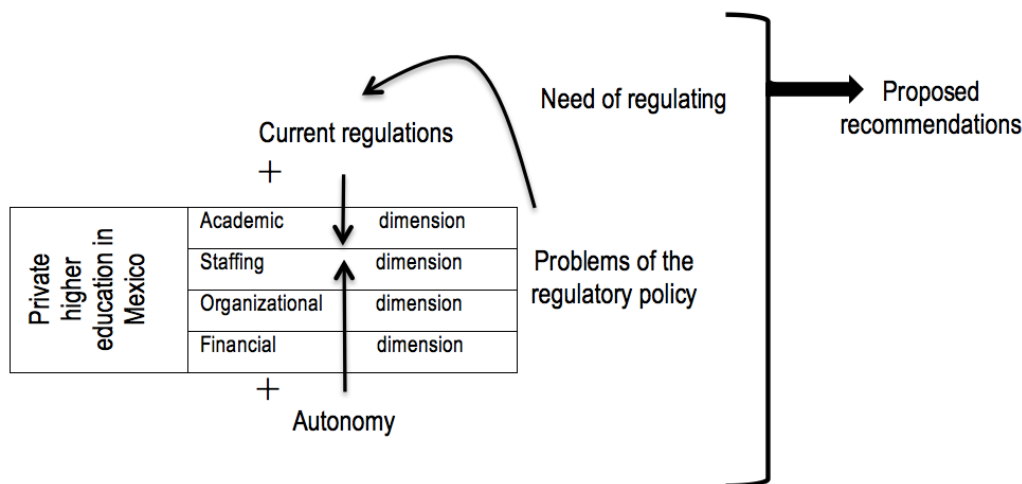 Need of regulating
Proposed
recommendations
Current regulations
+
Private
higher
education in
Mexico
Academic dimension
Staffing dimension
Organizational dimension
Financial dimension
Problems of the
regulatory policy
+
Autonomy